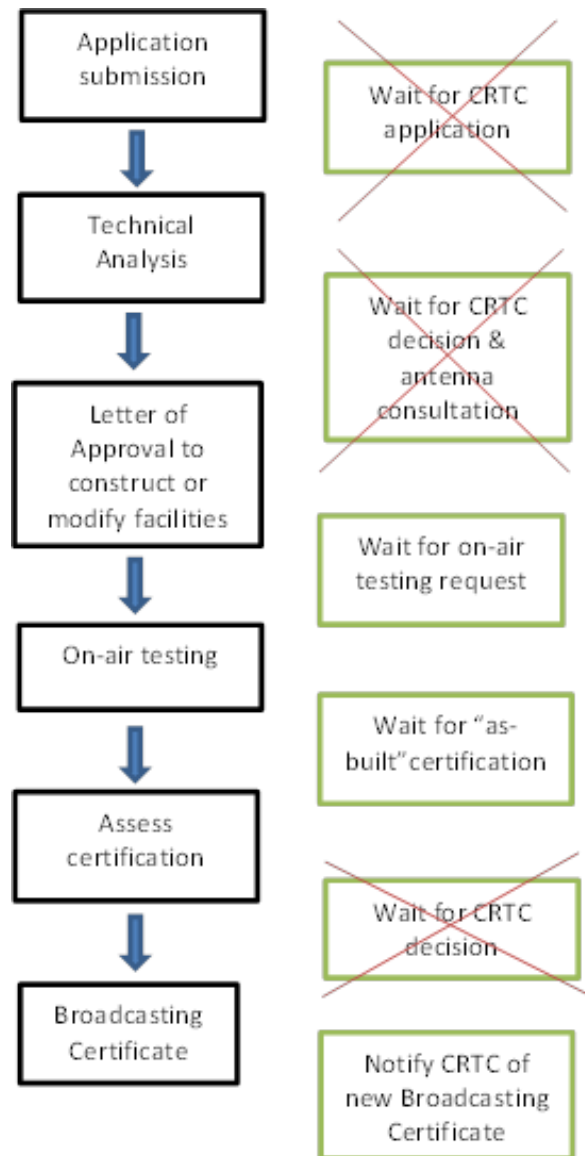 Application
submission
Wait for CRTC
application
Technical
Analysis
Wait for CRTC
decision &
antenna
consultation
Letter of
Approval to
construct or
modify facilities
Wait for on-air
testing request
On-air testing
Wait for “as-
built”certification
Assess
certification
Wait for CRTC
decision
Broadcasting
Certificate
Notify CRTC of
new Broadcasting
Certificate